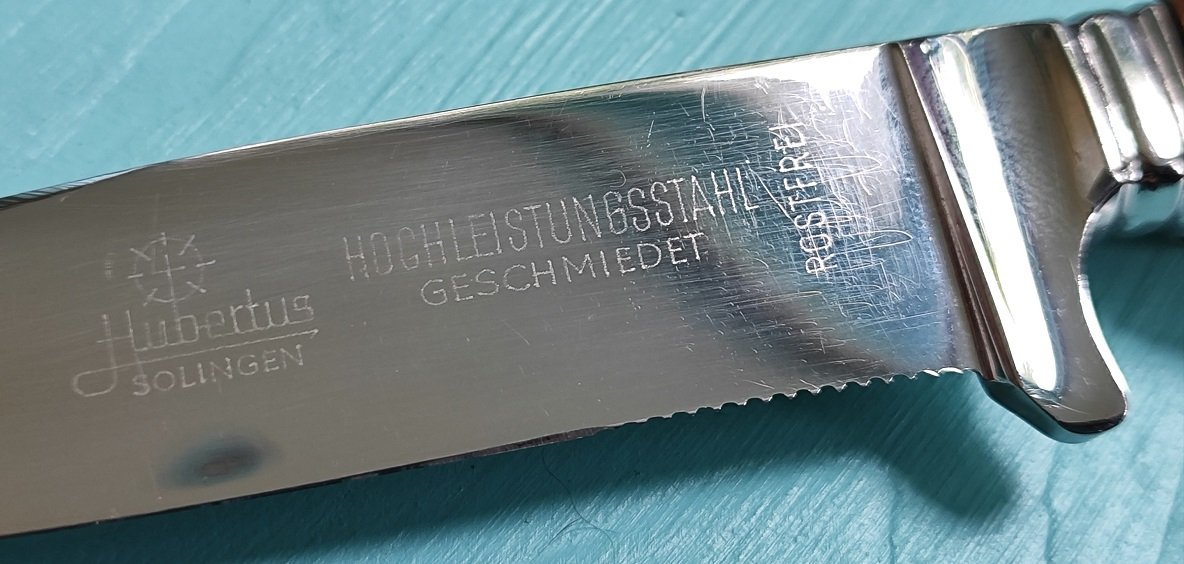 Hubertus
SOLINGEN
HOCHLEISTUNGSSTAHL
GESCHMIEDET
ROSTFREI